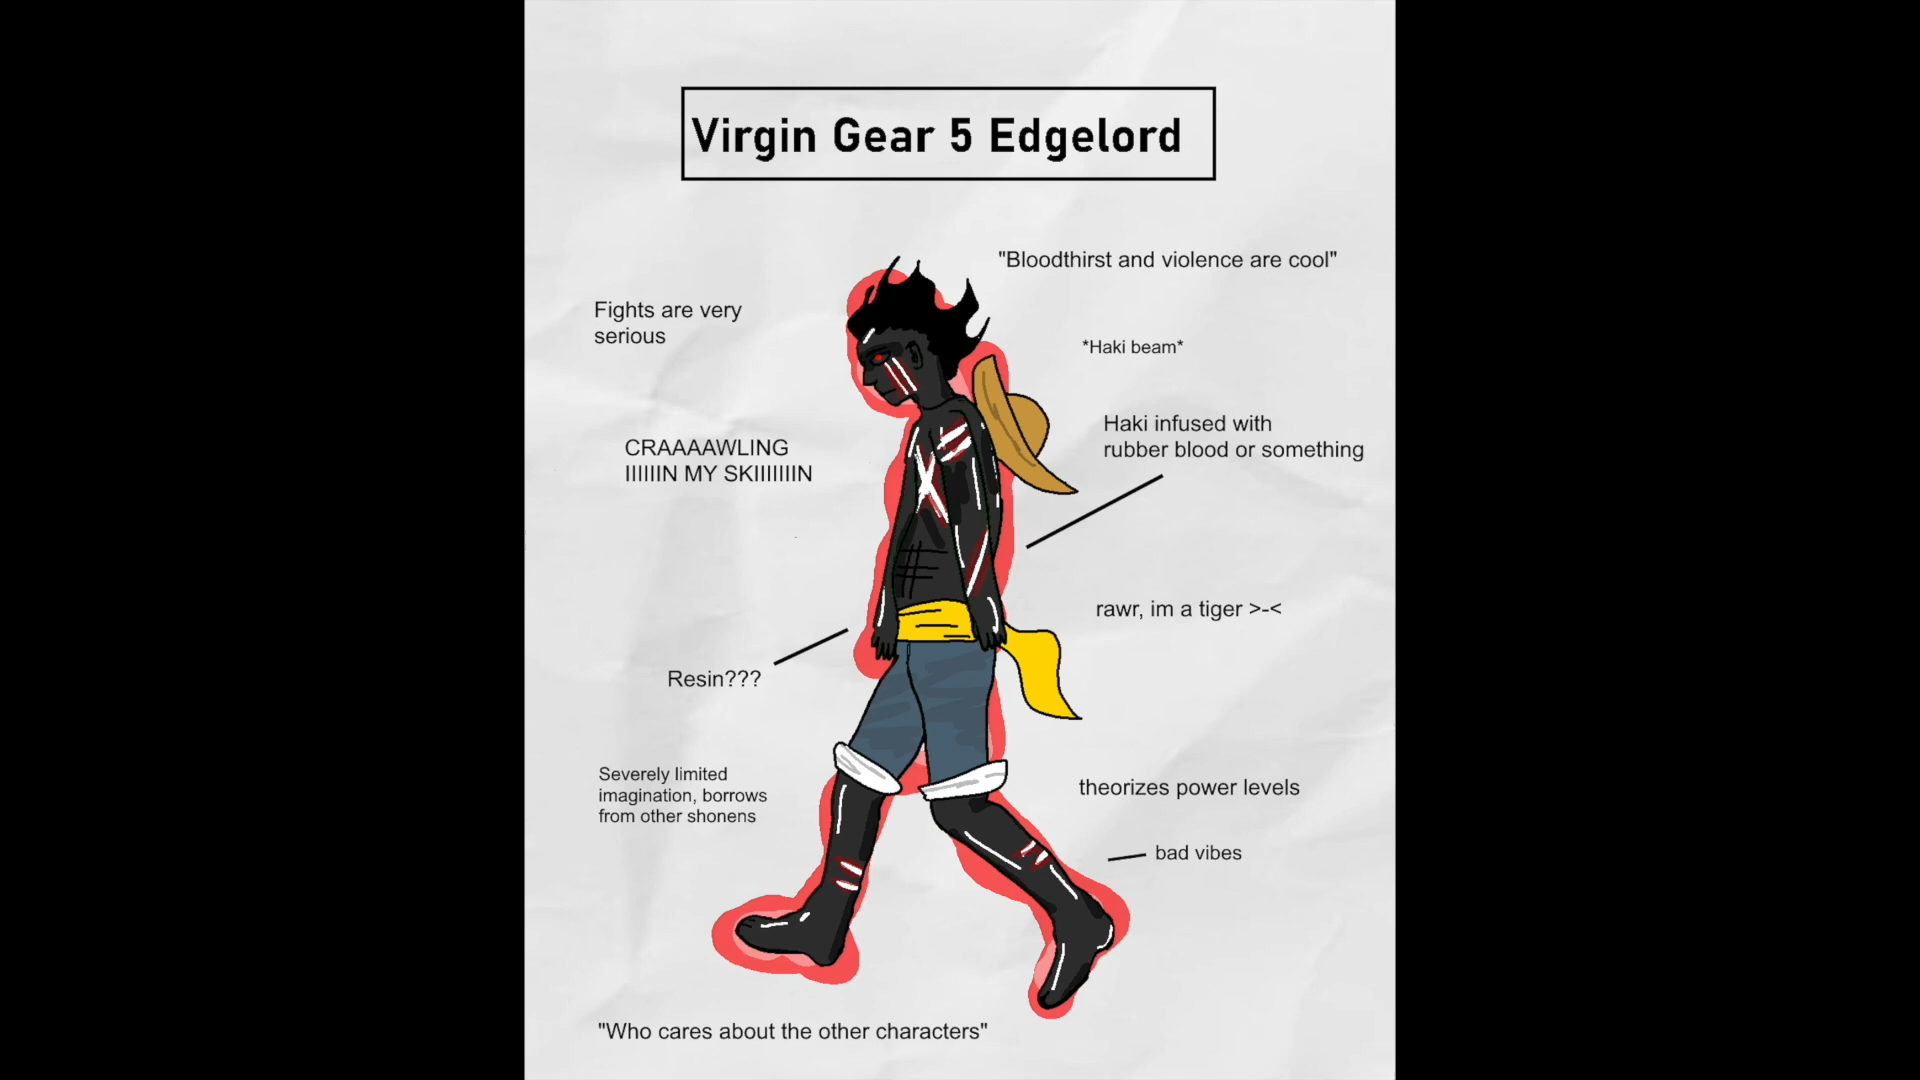 Virgin Gear 5 Edgelord
"Bloodthirst and violence are cool"
Fights are very
serious
*Haki beam*
Haki infused with
rubber blood or something
CRAAAAWLING
IIIIIIN MY SKIIIIIIIN
rawr, im a tiger >-<
Resin???
Severely limited
imagination, borrows
from other shonens
theorizes power levels
bad vibes
"Who cares about the other characters"